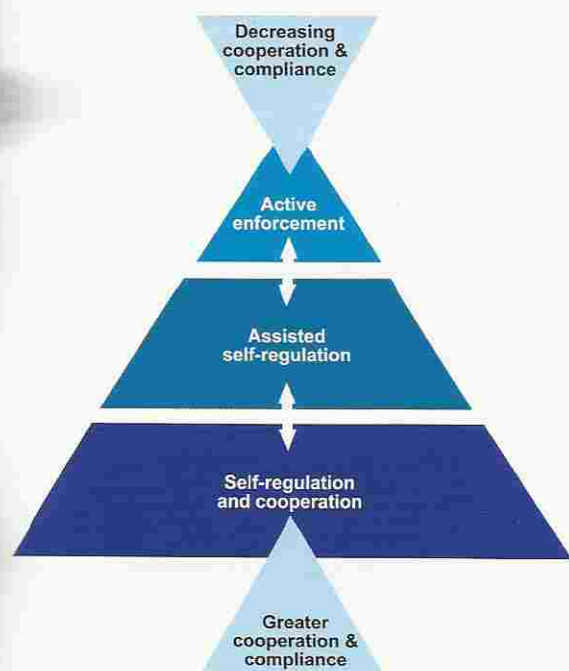 Decreasing
cooperation &
compliance
Active
enforcement
Assisted
self-regulation
Self-regulation
and cooperation
Greater
cooperation &
compliance